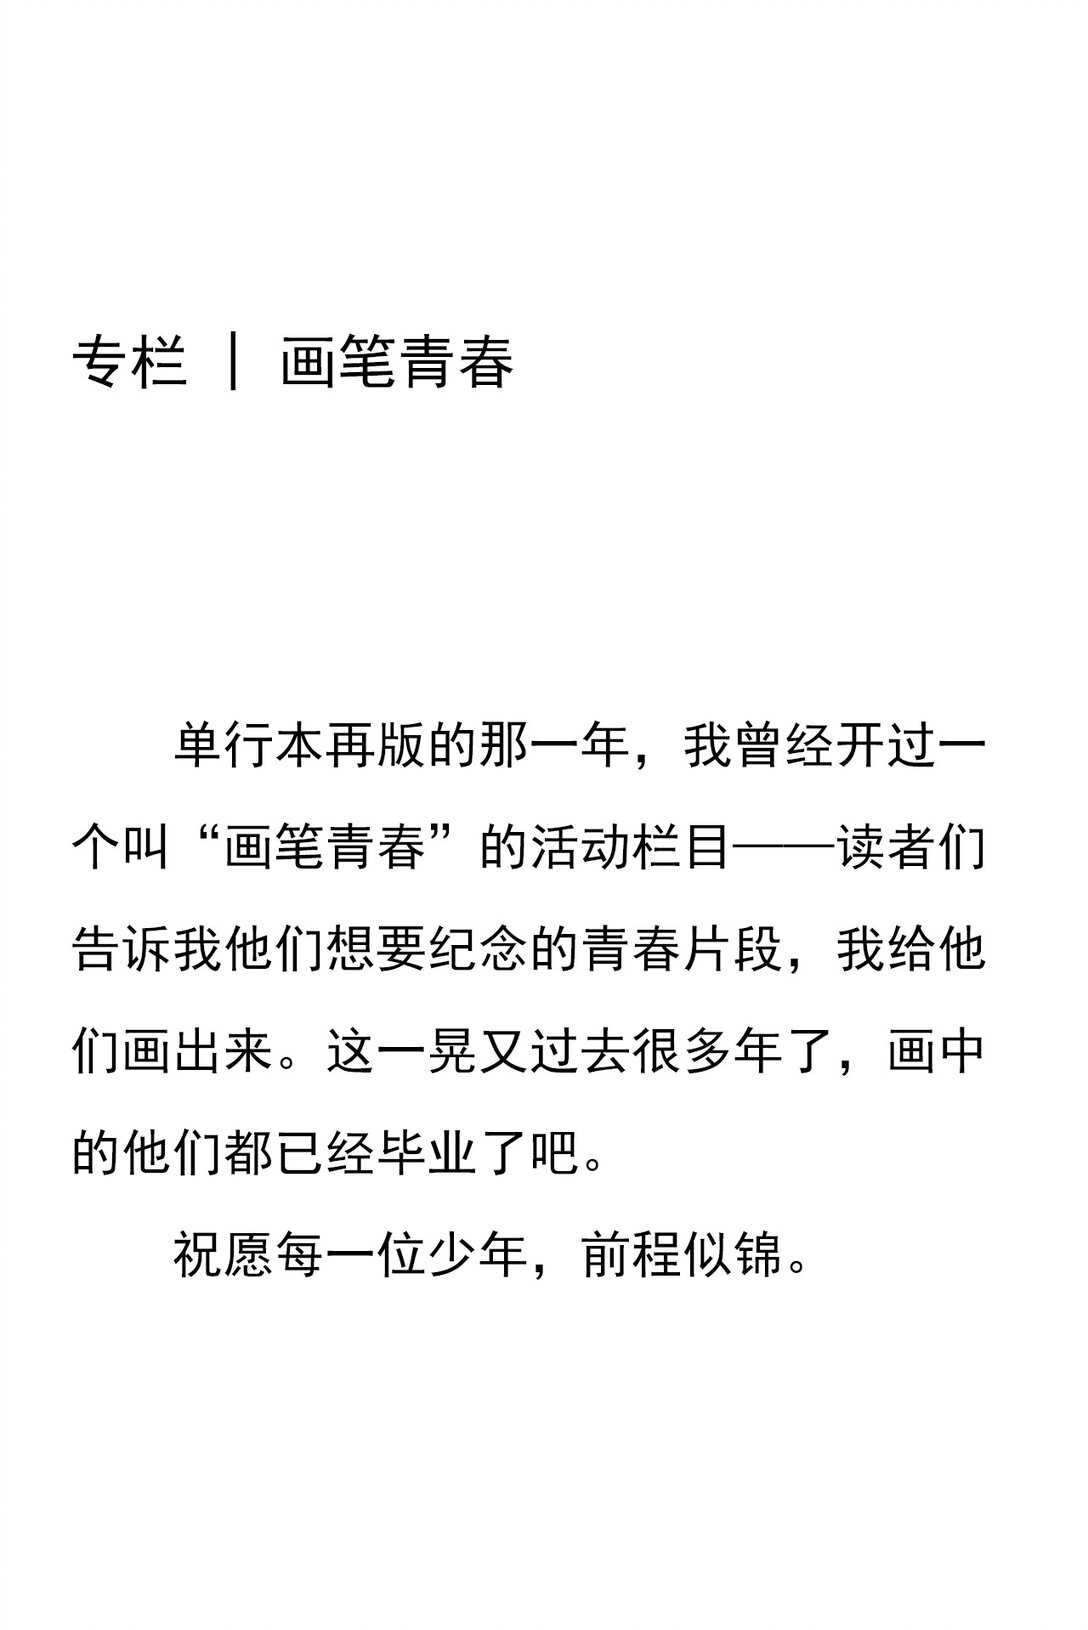 专栏 | 画笔青春
单行本再版的那一年，我曾经开过一
个叫“画笔青春”的活动栏目——读者们
告诉我他们想要纪念的青春片段，我给他
们画出来。这一晃又过去很多年了，画中
的他们都已经毕业了吧。
祝愿每一位少年，前程似锦。